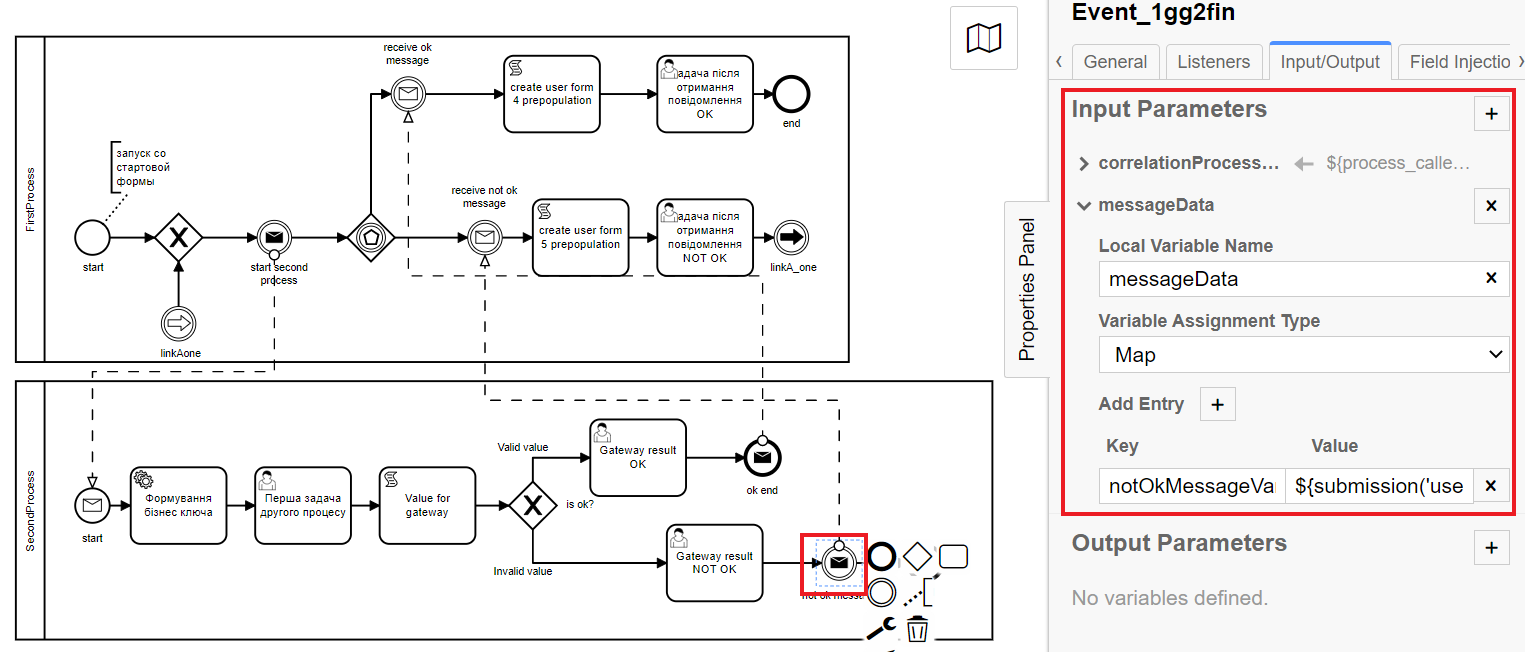 FirstProcess
receive ok
message
create user form
4 prepopulation
адача після
отримання
повідомлення
OK
end
запуск со
стартовой
формы
receive not ok
message
create user form
5 prepopulation
адача після
отримання
повідомлення
NOT OK
linkA_one
start
start second
process
linkAone
SecondProcess
start
Формування
бізнес ключа
Перша задача
другого процесу
Value for
gateway
Valid value
is ok?
Invalid value
Gateway result
OK
ok end
Gateway result
NOT OK
Properties Panel
Event_1gg2fin
General
Listeners
Input/Output
Field Injectio
Input Parameters
correlationProcess...
${process_calle...
messageData
Local Variable Name
messageData
Variable Assignment Type
Map
Add Entry
Key Value
notOkMessageVa ${submission('use
Output Parameters
No variables defined.